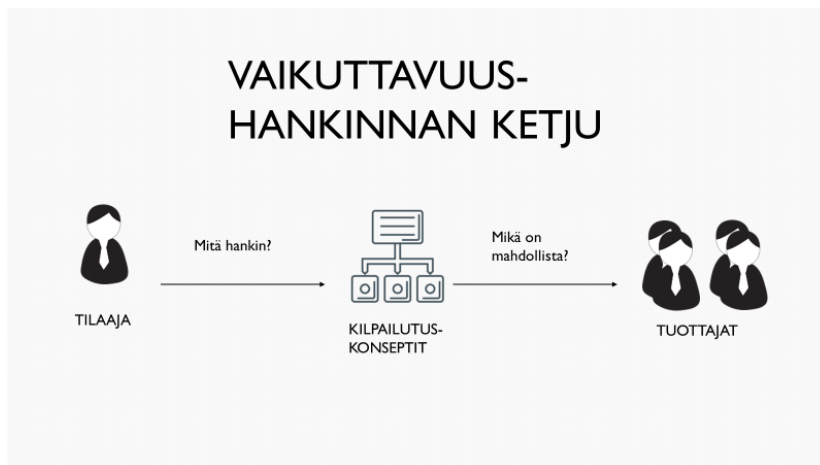 VAIKUTTAVUUS-
HANKINNAN KETJU
Mitä hankin?
Mikä on
mahdollista?
TILAAJA
KILPAILUTUS-
KONSEPTIT
TUOTTAJAT